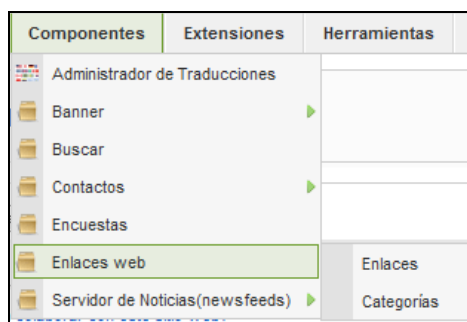 Componentes Extensiones Herramientas
Administrador de Traducciones
Banner
Buscar
Contactos
Encuestas
Enlaces web Enlaces
Servidor de Noticias(newsfeeds) Categorías